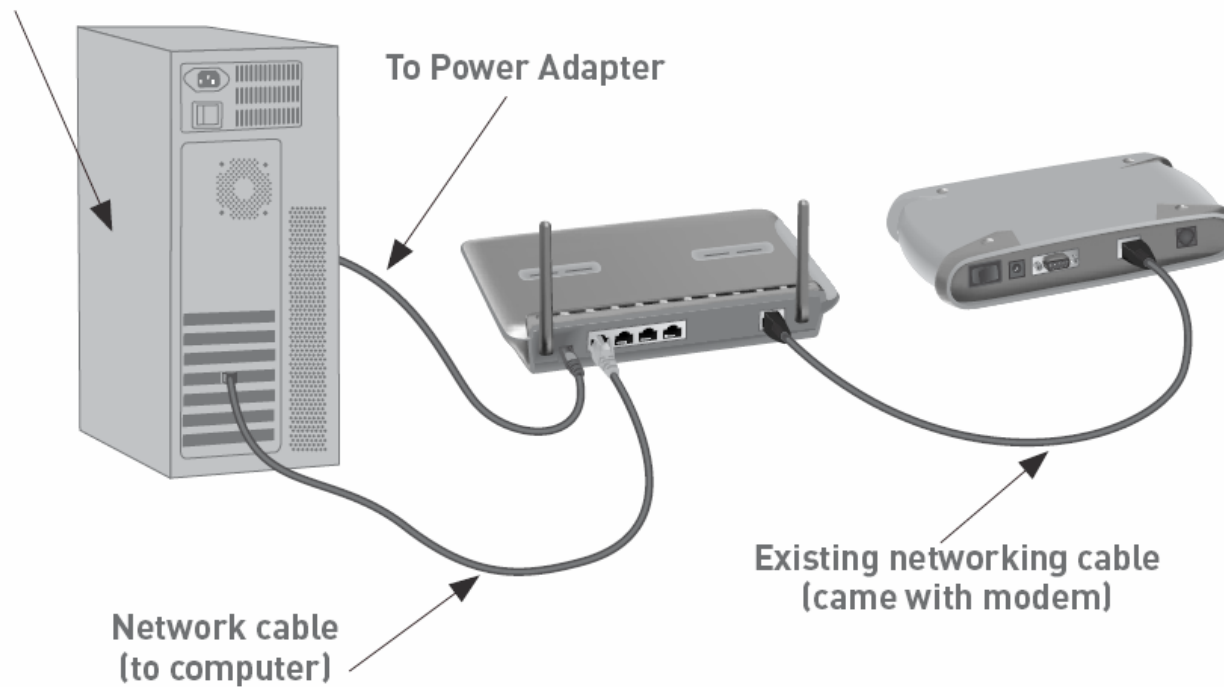 To Power Adapter
Existing networking cable
(came with modem)
Network cable
(to computer)